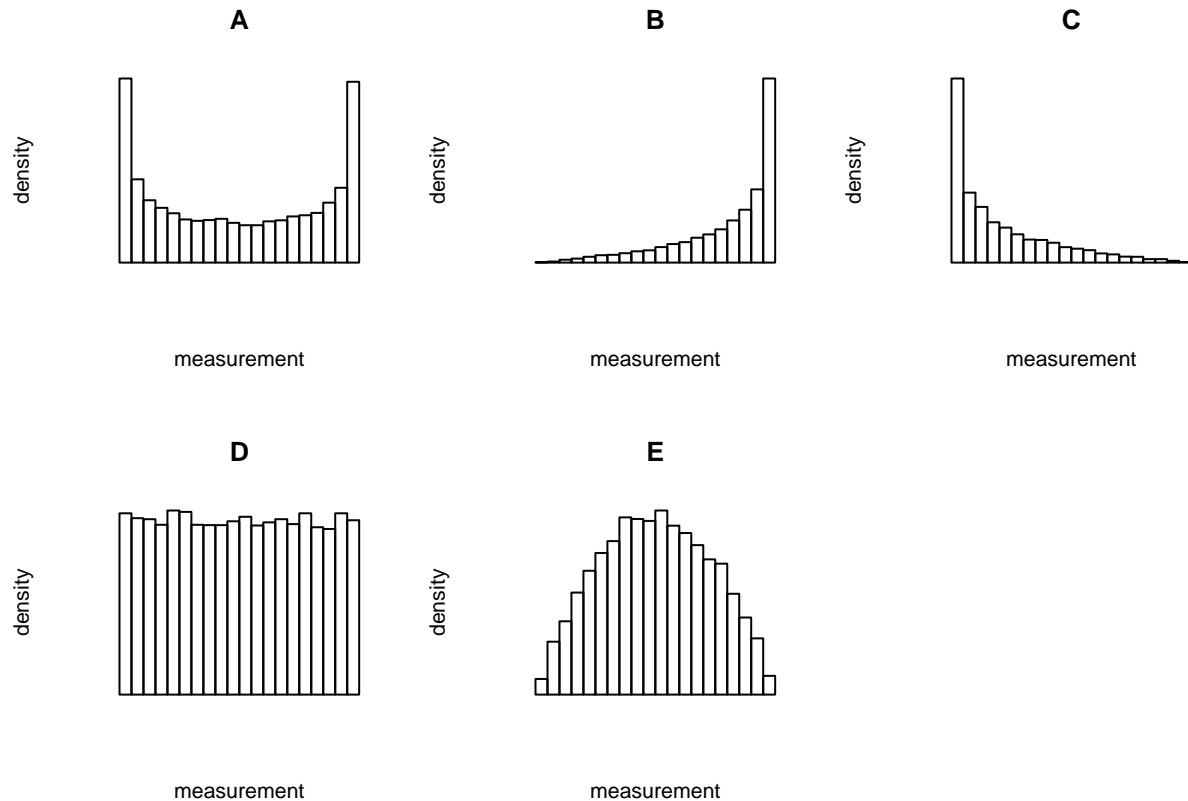 A
density
measurement
B
density
measurement
C
density
measurement
D
density
measurement
E
density
measurement